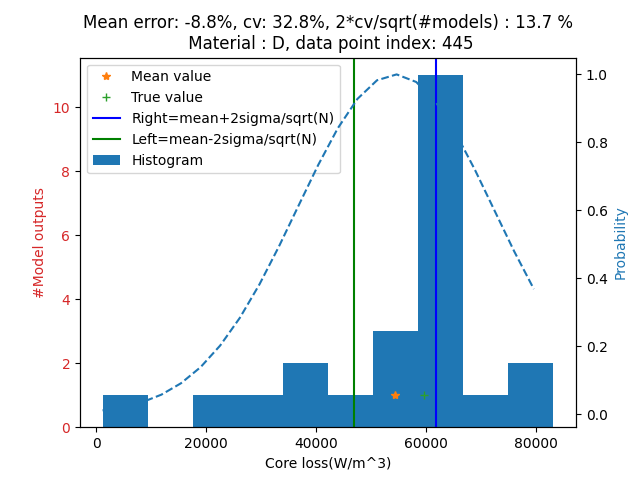 Mean error: -8.8%, cv: 32.8%, 2*cv/sqrt(#models) : 13.7 %
Material : D, data point index: 445
Mean value
True value
Right=mean+2sigma/sqrt(N)
Left=mean-2sigma/sqrt(N)
Histogram
#Model outputs
10
8
6
4
2
0
1.0
0.8
0.6
0.4
0.2
0.0
Probability
0 20000 40000 60000 80000
Core loss(W/m^3)